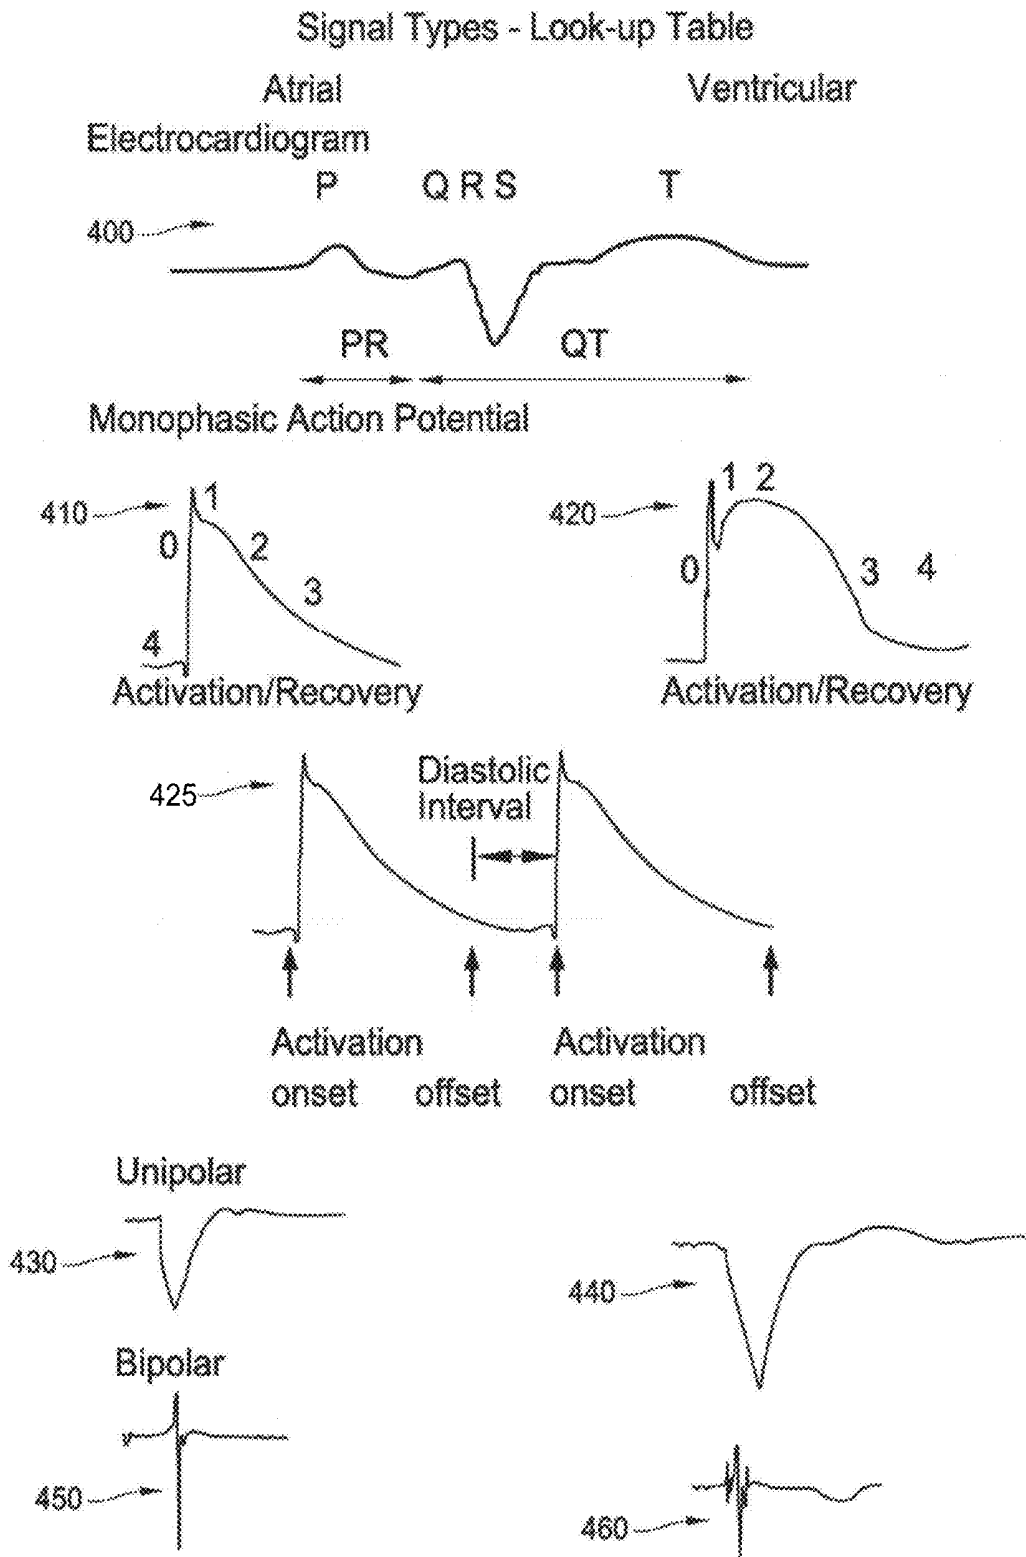 Signal Types - Look-up Table
Atrial Ventricular
Electrocardiogram
P Q R S T
400
PR QT
Monophasic Action Potential
410 0 1 2 3 4
420 0 1 2 3 4
Activation/Recovery Activation/Recovery
425 Diastolic
Interval
Activation Activation
onset offset onset offset
Unipolar
430 440
Bipolar
450 460